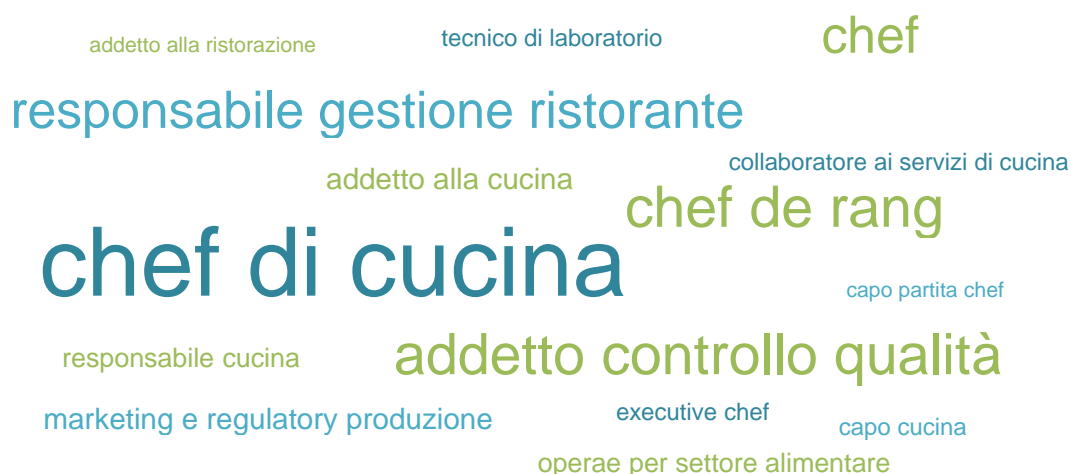 addetto alla ristorazione
tecnico di laboratorio
chef
responsabile gestione ristorante
collaboratore ai servizi di cucina
addetto alla cucina
chef de rang
chef di cucina
capo partita chef
addetto controllo qualità
responsabile cucina
marketing e regulatory produzione
executive chef
capo cucina
operae per settore alimentare